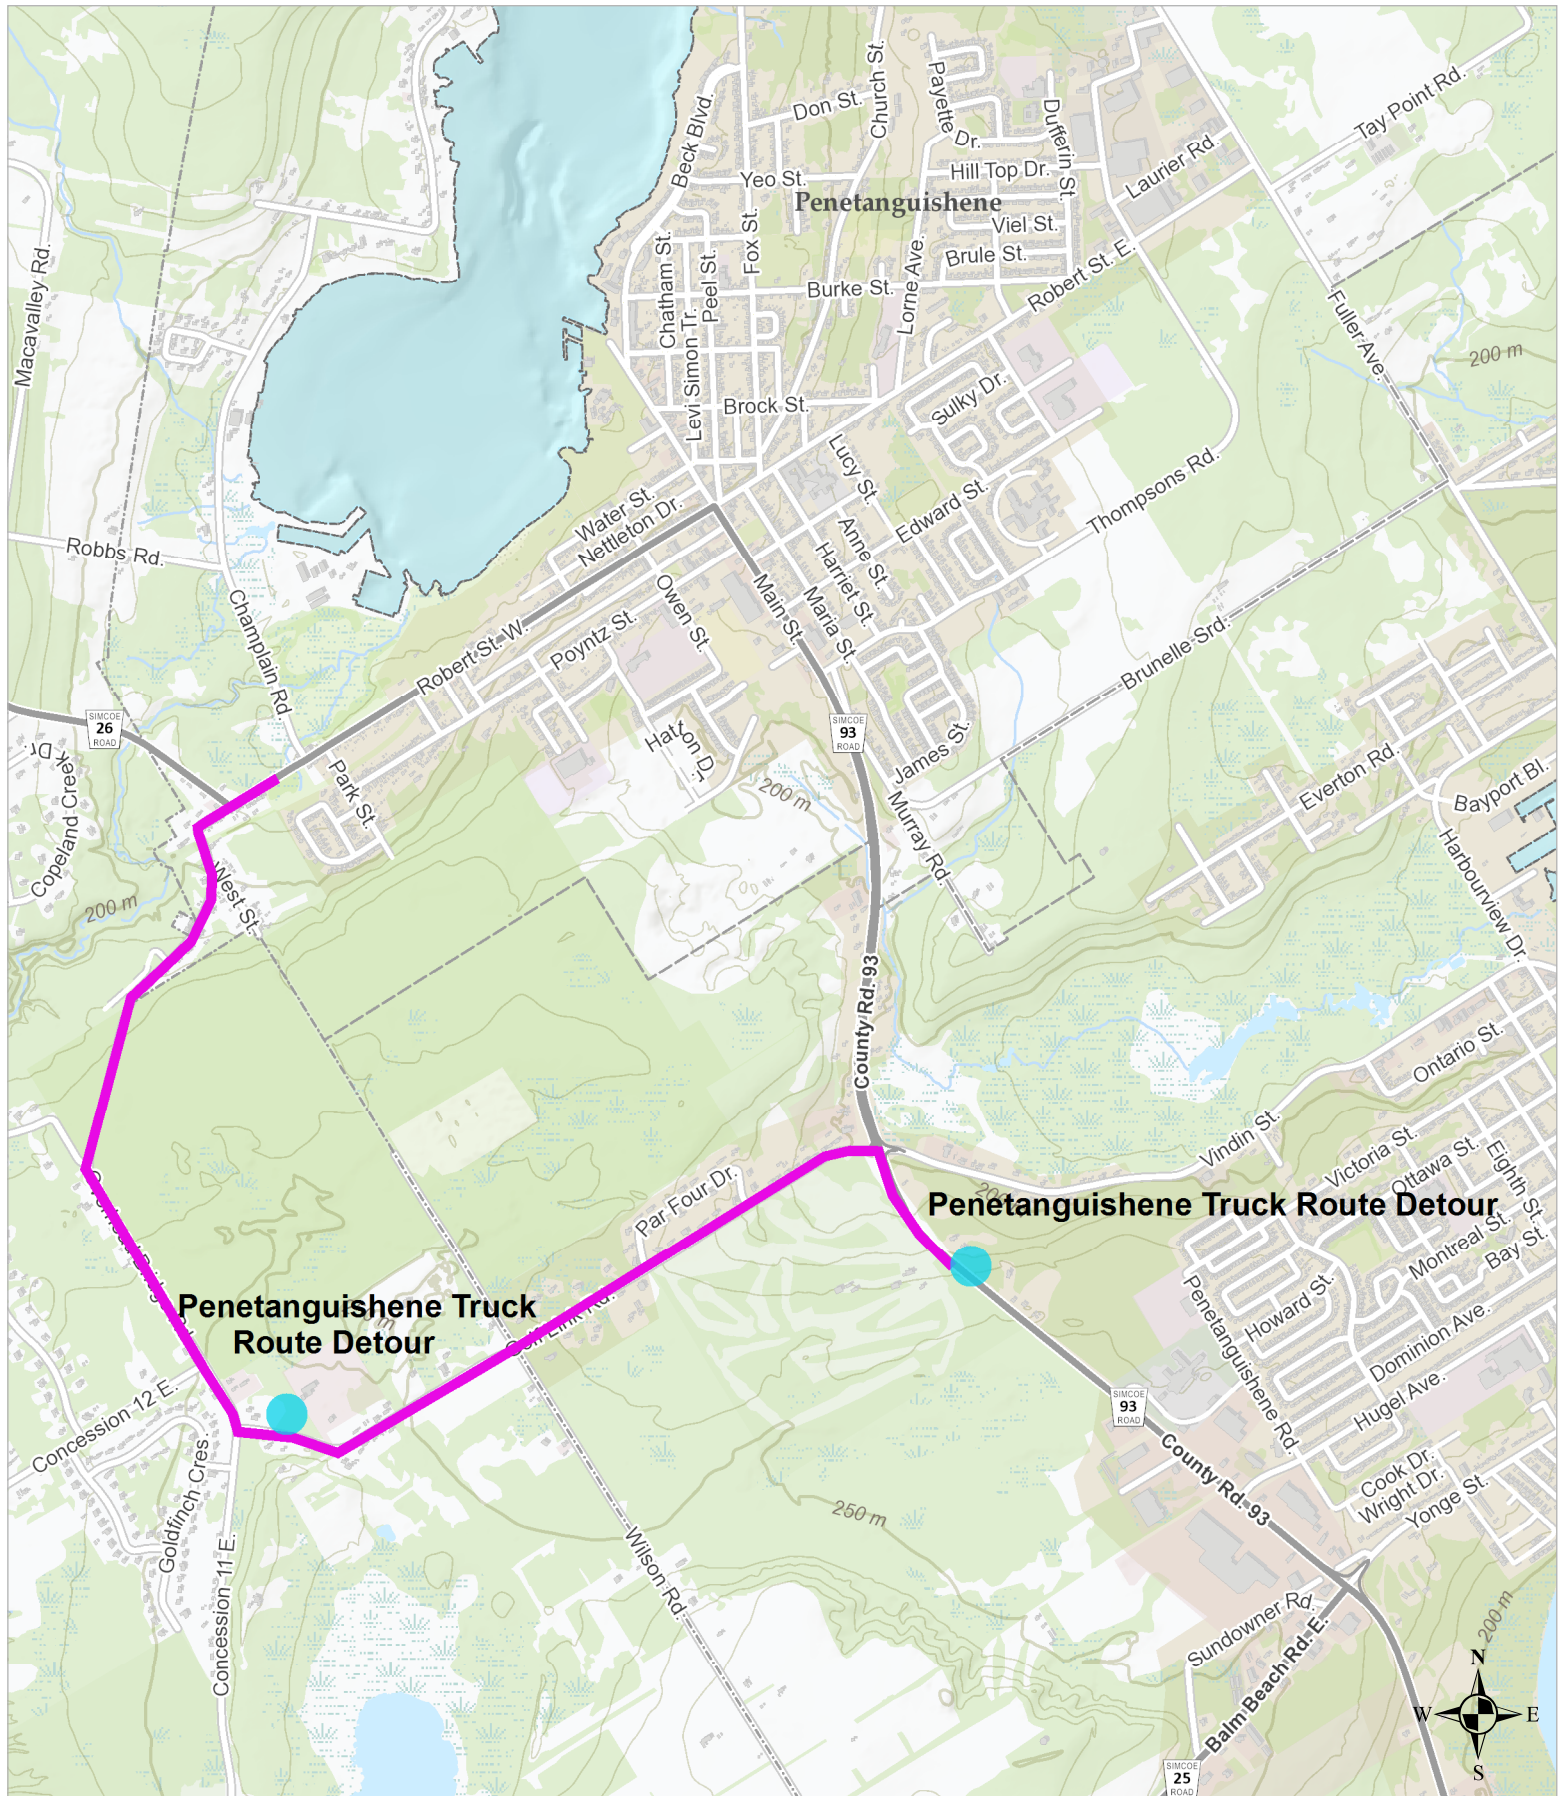 Church St.
Payette Dr.
Don St.
Beck Blvd.
Dufferin St.
Tay Point Rd.
Laurier Rd.
Hill Top Dr.
Yeo St.
Penetanguishene
Viel St.
Brule St.
Fox St.
Chatham St.
Peel St.
Lorne Ave.
Robert St. E.
Macavalley Rd.
Burke St.
Fuller Ave.
200 m
Levi Simon Tr.
Sulky Dr.
Brock St.
Lucy St.
Water St.
Nettleton Dr.
Edward St.
Thompsons Rd.
Anne St.
Harriet St.
Robbs Rd.
Champlain Rd.
Owen St.
Main St.
Maria St.
Poyntz St.
Robert St. W.
Brunelle Srd.
SIMCOE
26
ROAD
SIMCOE
93
ROAD
Hatton Dr.
James St.
Copeland Creek Dr.
Park St.
200 m
Murray Rd.
Everton Rd.
Bayport Bl.
Harbourview Dr.
200 m
West St.
County Rd. 93
Ontario St.
Vindin St.
Victoria St.
Ottawa St.
Eighth St.
Par Four Dr.
Penetanguishene Truck Route Detour
Montreal St.
Bay St.
Penetanguishene Rd.
Howard St.
Penetanguishene Truck
Route Detour
Dominion Ave.
Hugel Ave.
Concession 12 E.
SIMCOE
93
ROAD
Goldfinch Cres.
County Rd. 93
Cook Dr.
Wright Dr.
Yonge St.
250 m
Concession 11 E.
Wilson Rd.
Sundowner Rd.
Balm Beach Rd. E.
200 m
N
W
E
S
SIMCOE
25
ROAD